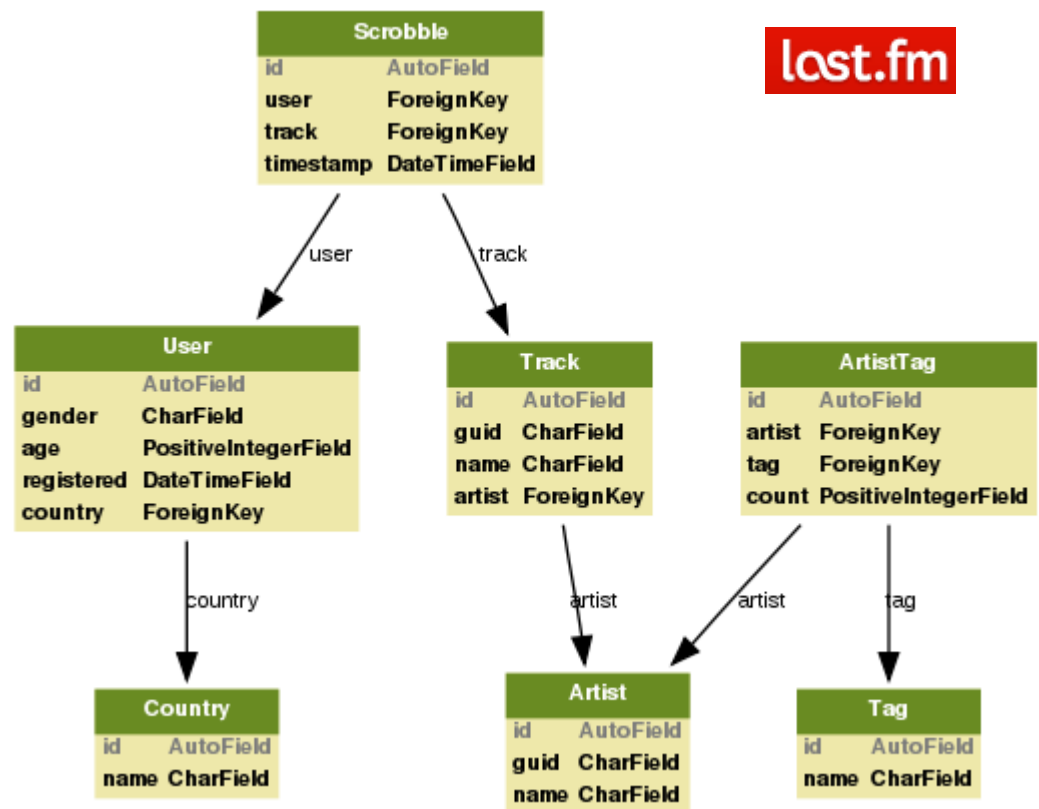 Scrobble
id AutoField
user ForeignKey
track ForeignKey
timestamp DateTimeField
last.fm
user
track
User
id AutoField
gender CharField
age PositiveIntegerField
registered DateTimeField
country ForeignKey
Track
id AutoField
guid CharField
name CharField
artist ForeignKey
ArtistTag
id AutoField
artist ForeignKey
tag ForeignKey
count PositiveIntegerField
country
artist
artist
tag
Country
id AutoField
name CharField
Artist
id AutoField
guid CharField
name CharField
Tag
id AutoField
name CharField